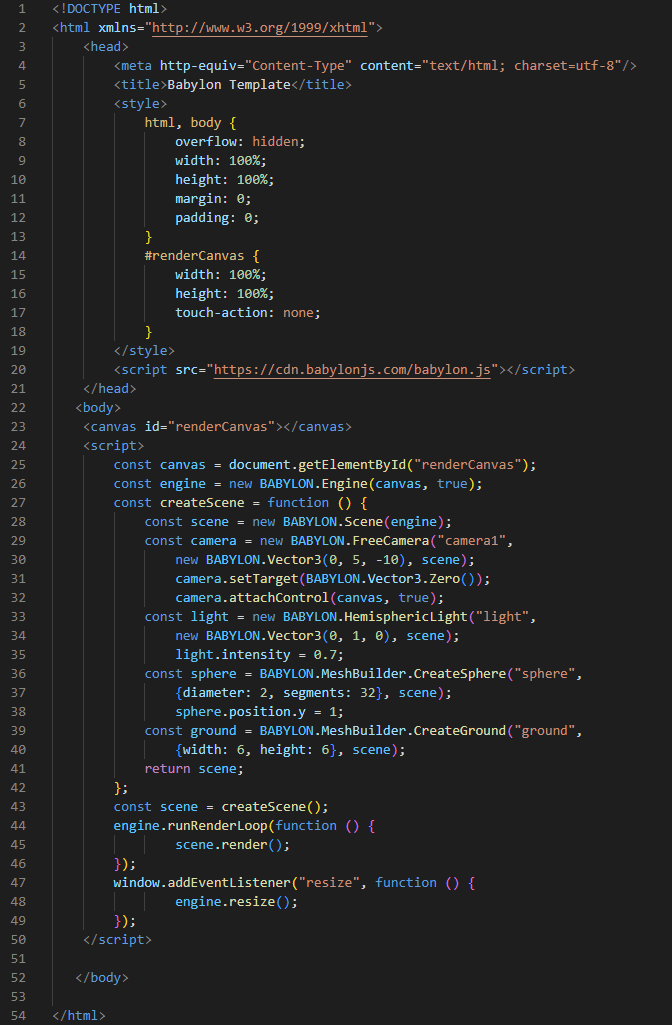 1 <!DOCTYPE html>
2 <html xmlns="http://www.w3.org/1999/xhtml">
3     <head>
4         <meta http-equiv="Content-Type" content="text/html; charset=utf-8"/>
5         <title>Babylon Template</title>
6         <style>
7             html, body {
8                 overflow: hidden;
9                 width: 100%;
10                 height: 100%;
11                 margin: 0;
12                 padding: 0;
13             }
14             #renderCanvas {
15                 width: 100%;
16                 height: 100%;
17                 touch-action: none;
18             }
19         </style>
20         <script src="https://cdn.babylonjs.com/babylon.js"></script>
21     </head>
22    <body>
23     <canvas id="renderCanvas"></canvas>
24     <script>
25         const canvas = document.getElementById("renderCanvas");
26         const engine = new BABYLON.Engine(canvas, true);
27         const createScene = function () {
28             const scene = new BABYLON.Scene(engine);
29             const camera = new BABYLON.FreeCamera("camera1",
30                 new BABYLON.Vector3(0, 5, -10), scene);
31                 camera.setTarget(BABYLON.Vector3.Zero());
32                 camera.attachControl(canvas, true);
33             const light = new BABYLON.HemisphericLight("light",
34                 new BABYLON.Vector3(0, 1, 0), scene);
35                 light.intensity = 0.7;
36             const sphere = BABYLON.MeshBuilder.CreateSphere("sphere",
37                 {diameter: 2, segments: 32}, scene);
38                 sphere.position.y = 1;
39             const ground = BABYLON.MeshBuilder.CreateGround("ground",
40                 {width: 6, height: 6}, scene);
41             return scene;
42         };
43         const scene = createScene();
44         engine.runRenderLoop(function () {
45                 scene.render();
46         });
47         window.addEventListener("resize", function () {
48                 engine.resize();
49         });
50     </script>
51
52    </body>
53
54 </html>